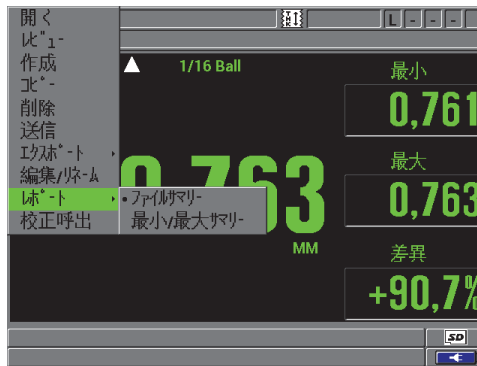 開く
ﾚﾋﾞｭｰ
作成
ｺﾋﾟｰ
削除
送信
ｴｸｽﾎﾟｰﾄ
編集/ﾘﾈｰﾑ
ﾚﾎﾟｰﾄ
校正呼出
•ﾌｧｲﾙｻﾏﾘｰ
最小/最大ｻﾏﾘｰ
L - - -
1/16 Ball
0,763
MM
最小
0,761
最大
0,763
差異
+90,7%
SD